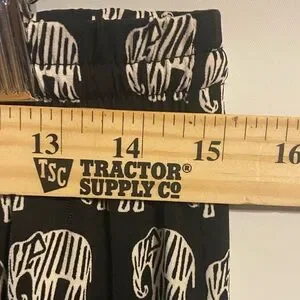 13 14 15 16
TSC TRACTOR®
SUPPLY CO